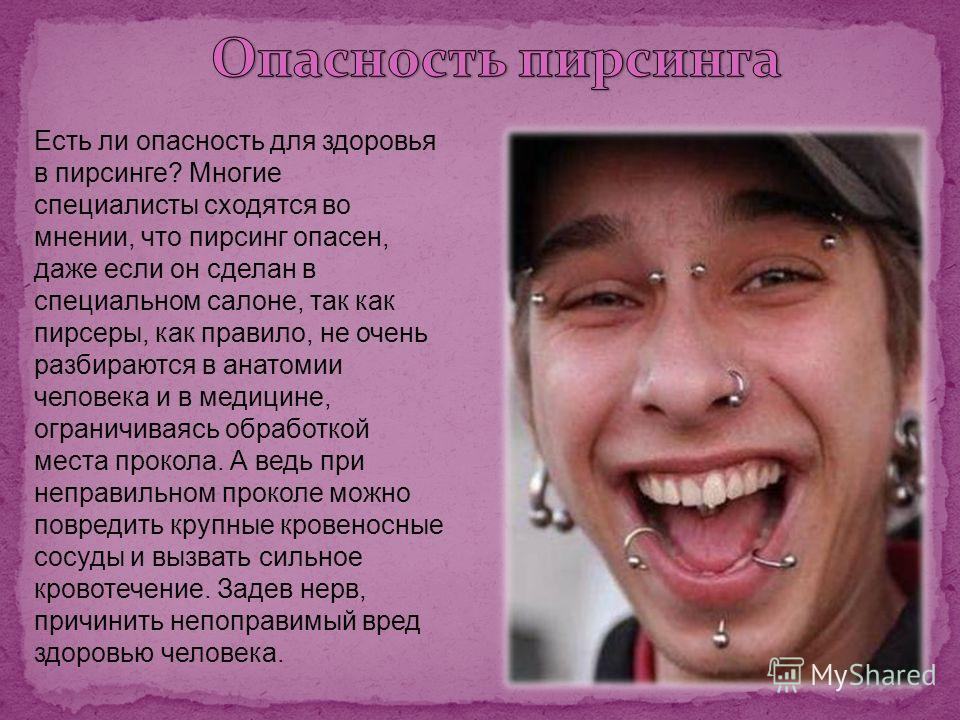 Опасность пирсинга
Есть ли опасность для здоровья
в пирсинге? Многие
специалисты сходятся во
мнении, что пирсинг опасен,
даже если он сделан в
специальном салоне, так как
пирсеры, как правило, не очень
разбираются в анатомии
человека и в медицине,
ограничиваясь обработкой
места прокола. А ведь при
неправильном проколе можно
повредить крупные кровеносные
сосуды и вызвать сильное
кровотечение. Задев нерв,
причинить непоправимый вред
здоровью человека.
MyShared